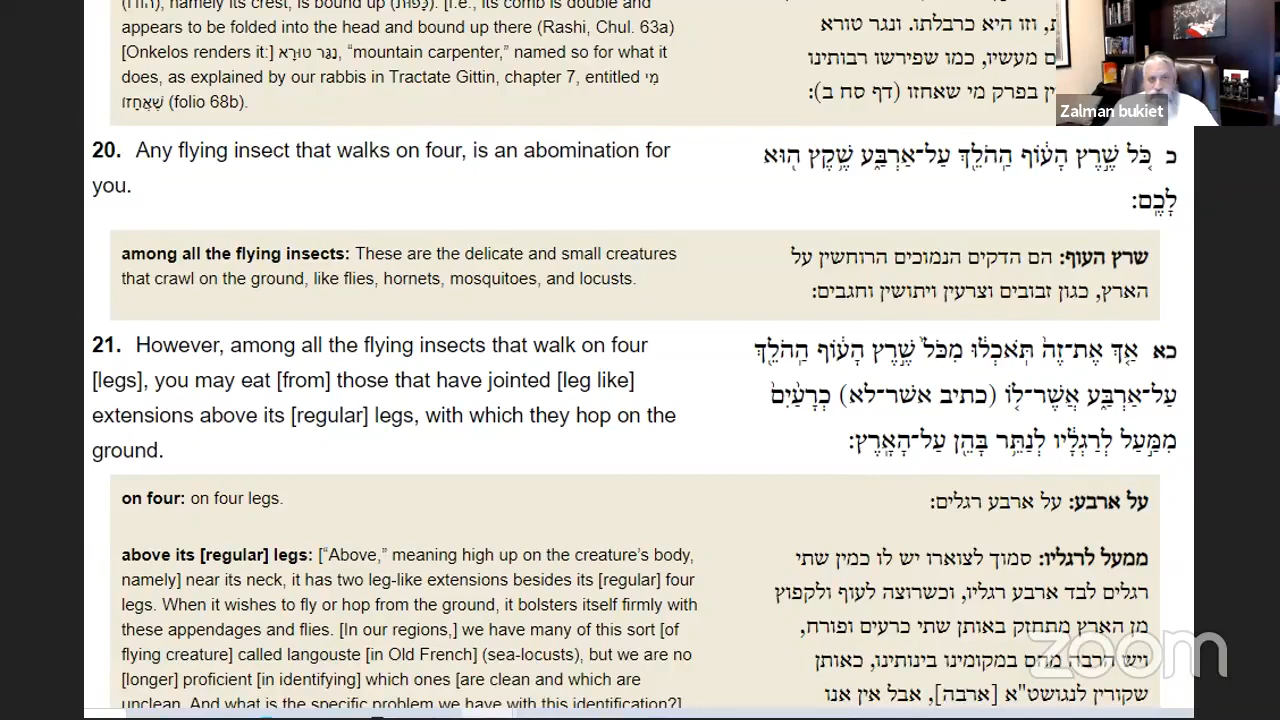 (הוֹדוֹ), namely its crest, is bound up (כָּפוּת). [I.e., its comb is double and
appears to be folded into the head and bound up there (Rashi, Chul. 63a)
[Onkelos renders it:] נַגַּר טוּרָא, “mountain carpenter,” named so for what it
does, as explained by our rabbis in Tractate Gittin, chapter 7, entitled מִי
שֶׁאֲחָזוֹ (folio 68b).
ת, וזו היא כרבלתו. ונגר טורא
ם מעשיו, כמו שפירשו רבותינו
ין בפרק מי שאחזו (דף סח ב):
Zalman bukiet
20. Any flying insect that walks on four, is an abomination for
you.
כ כֹּ֚ל שֶׁ֣רֶץ הָע֔וֹף הַֽהֹלֵ֖ךְ עַל־אַרְבַּ֑ע שֶׁ֥קֶץ ה֖וּא
לָכֶֽם:
among all the flying insects: These are the delicate and small creatures
that crawl on the ground, like flies, hornets, mosquitoes, and locusts.
שרץ העוף: הם הדקים הנמוכים הרוחשין על
הארץ, כגון זבובים וצרעין ויתושין וחגבים:
21. However, among all the flying insects that walk on four
[legs], you may eat [from] those that have jointed [leg like]
extensions above its [regular] legs, with which they hop on the
ground.
כא אַ֤ךְ אֶת־זֶה֙ תֹּֽאכְל֔וּ מִכֹּל֙ שֶׁ֣רֶץ הָע֔וֹף הַֽהֹלֵ֖ךְ
עַל־אַרְבַּ֑ע אֲשֶׁר־ל֤וֹ (כתיב אשר־לא) כְרָעַ֙יִם֙
מִמַּ֣עַל לְרַגְלָ֔יו לְנַתֵּ֥ר בָּהֵ֖ן עַל־הָאָֽרֶץ:
on four: on four legs.
על ארבע: על ארבע רגלים:
above its [regular] legs: [“Above,” meaning high up on the creature’s body,
namely] near its neck, it has two leg-like extensions besides its [regular] four
legs. When it wishes to fly or hop from the ground, it bolsters itself firmly with
these appendages and flies. [In our regions,] we have many of this sort [of
flying creature] called langouste [in Old French] (sea-locusts), but we are no
[longer] proficient [in identifying] which ones [are clean and which are
unclean. And what is the specific problem we have with this identification?]
ממעל לרגליו: סמוך לצוארו יש לו כמין שתי
רגלים לבד ארבע רגליו, וכשרוצה לעוף ולקפוץ
מן הארץ מתחזק באותן שתי כרעים ופורח,
ויש הרבה מהם במקומינו בינותינו, כאותן
שקורין לנגושט"א [ארבה], אבל אין אנו
zoom